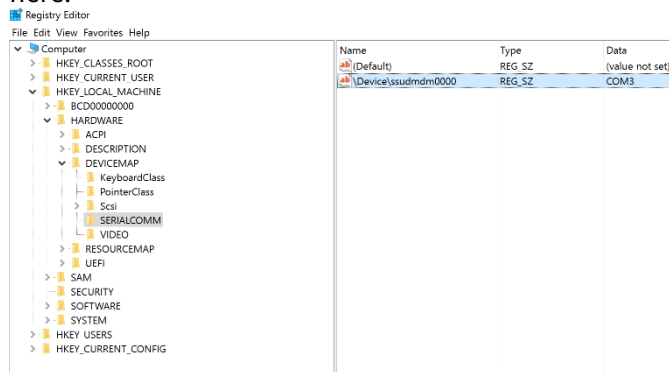 here.
Registry Editor
File Edit View Favorites Help
Computer
HKEY_CLASSES_ROOT
HKEY_CURRENT_USER
HKEY_LOCAL_MACHINE
BCD00000000
HARDWARE
ACPI
DESCRIPTION
DEVICEMAP
KeyboardClass
PointerClass
Scsi
SERIALCOMM
VIDEO
RESOURCEMAP
UEFI
SAM
SECURITY
SOFTWARE
SYSTEM
HKEY_USERS
HKEY_CURRENT_CONFIG
Name Type Data
(Default) REG_SZ (value not set)
\Device\ssudmdm0000 REG_SZ COM3